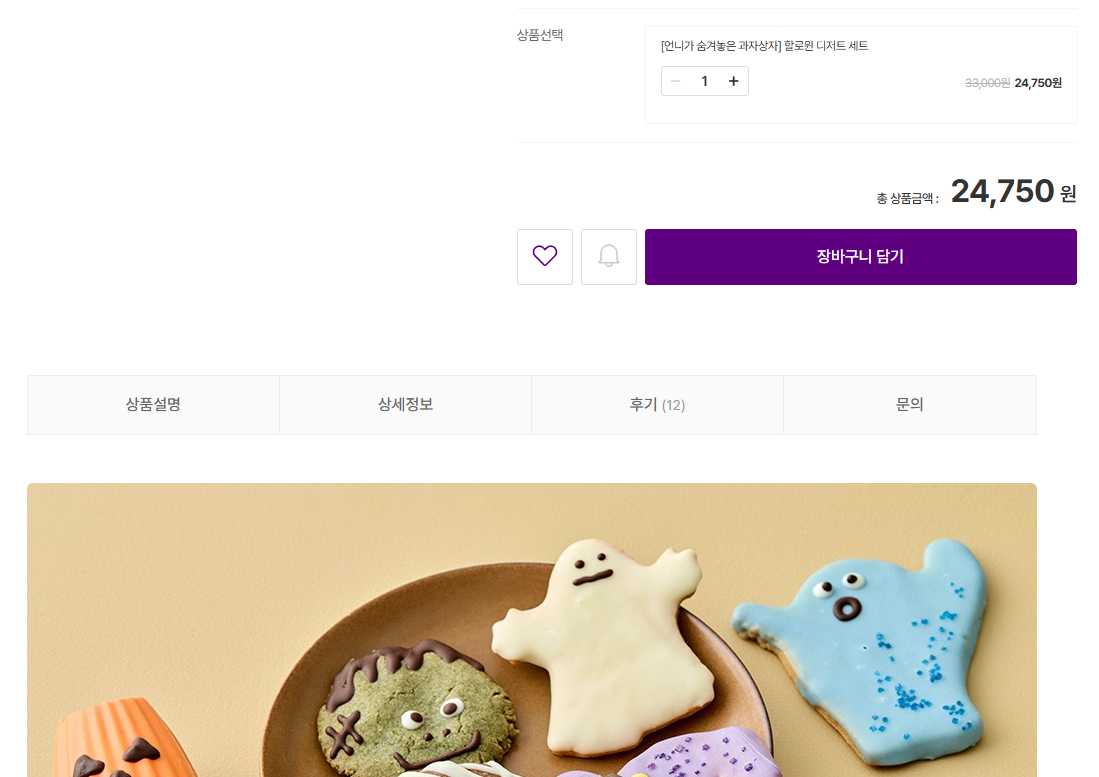 상품선택
[언니가 숨겨놓은 과자상자] 할로윈 디저트 세트
1
33,000원 24,750원
총 상품금액 : 24,750 원
장바구니 담기
상품설명
상세정보
후기 (12)
문의